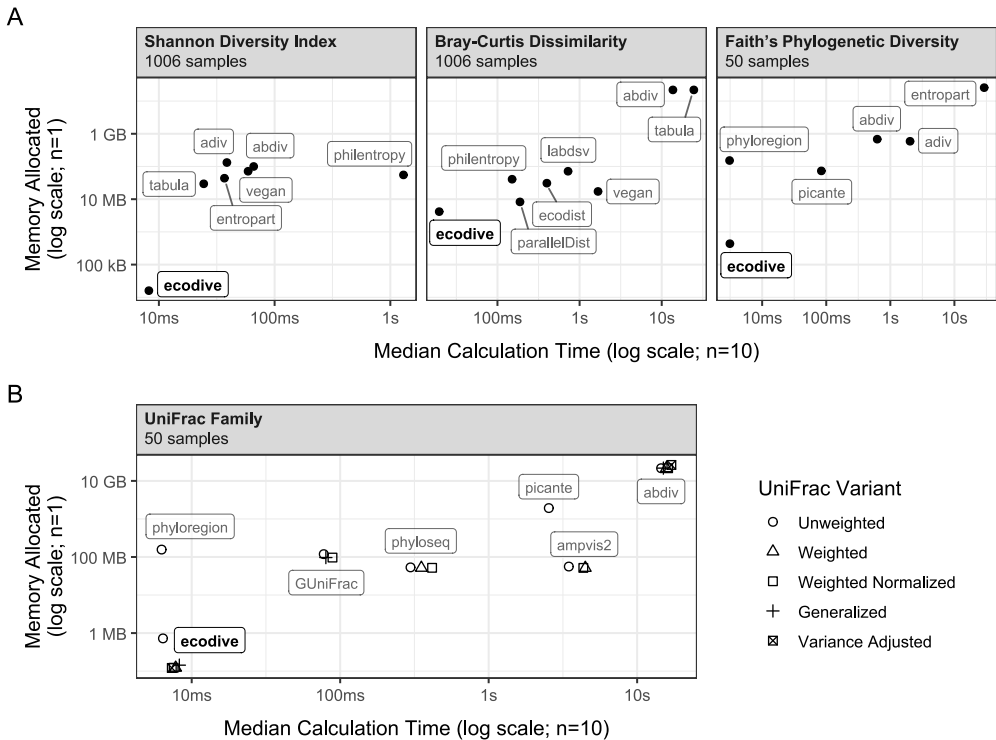 A
Shannon Diversity Index
1006 samples
Bray-Curtis Dissimilarity
1006 samples
Faith's Phylogenetic Diversity
50 samples
Memory Allocated
(log scale; n=1)
1 GB
10 MB
100 kB
adiv
abdiv
philentropy
tabula
vegan
entropart
ecodive
abdiv
tabula
philentropy
labdsv
vegan
ecodist
parallelDist
ecodive
entropart
abdiv
phyloregion
adiv
picante
ecodive
10ms
100ms
1s
100ms
1s
10s
10ms
100ms
1s
10s
Median Calculation Time (log scale; n=10)
B
UniFrac Family
50 samples
Memory Allocated
(log scale; n=1)
10 GB
100 MB
1 MB
phyloregion
GUniFrac
phyloseq
picante
ampvis2
abdiv
ecodive
10ms
100ms
1s
10s
Median Calculation Time (log scale; n=10)
UniFrac Variant
Unweighted
Weighted
Weighted Normalized
Generalized
Variance Adjusted